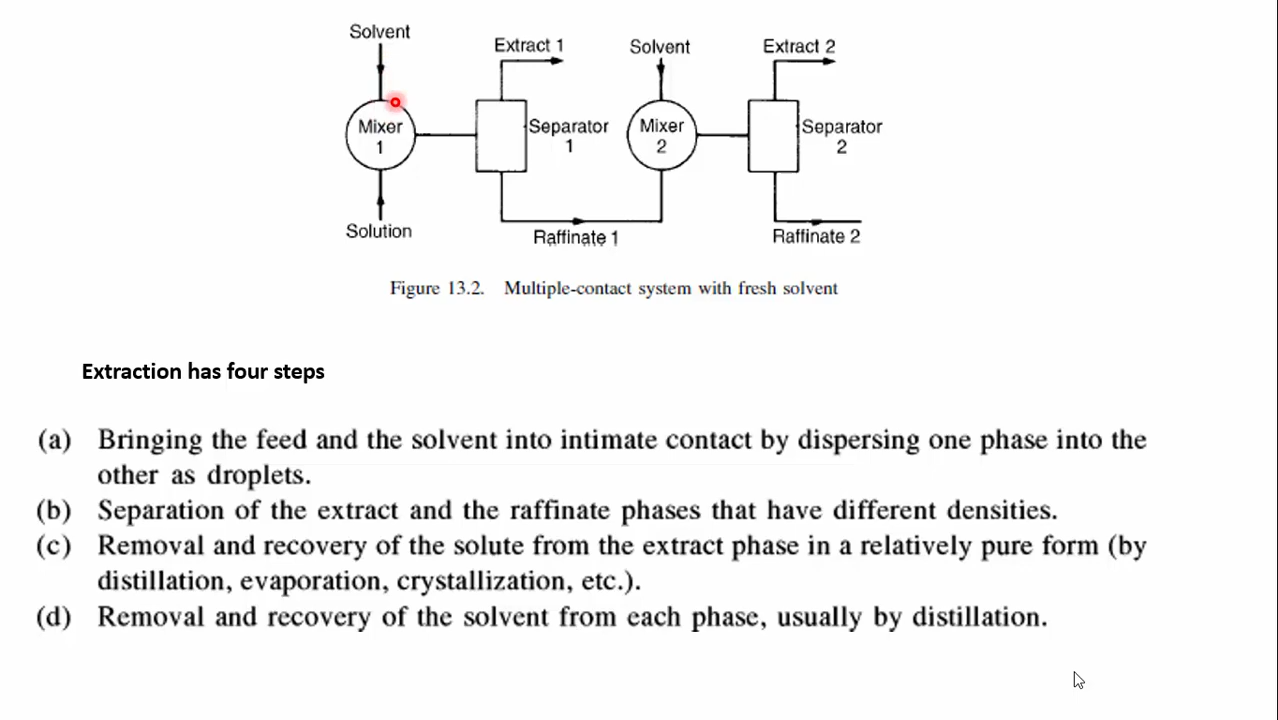 Solvent
Extract 1
Solvent
Extract 2
Mixer
1
Separator
1
Mixer
2
Separator
2
Solution
Raffinate 1
Raffinate 2
Figure 13.2. Multiple-contact system with fresh solvent
Extraction has four steps
(a) Bringing the feed and the solvent into intimate contact by dispersing one phase into the
other as droplets.
(b) Separation of the extract and the raffinate phases that have different densities.
(c) Removal and recovery of the solute from the extract phase in a relatively pure form (by
distillation, evaporation, crystallization, etc.).
(d) Removal and recovery of the solvent from each phase, usually by distillation.